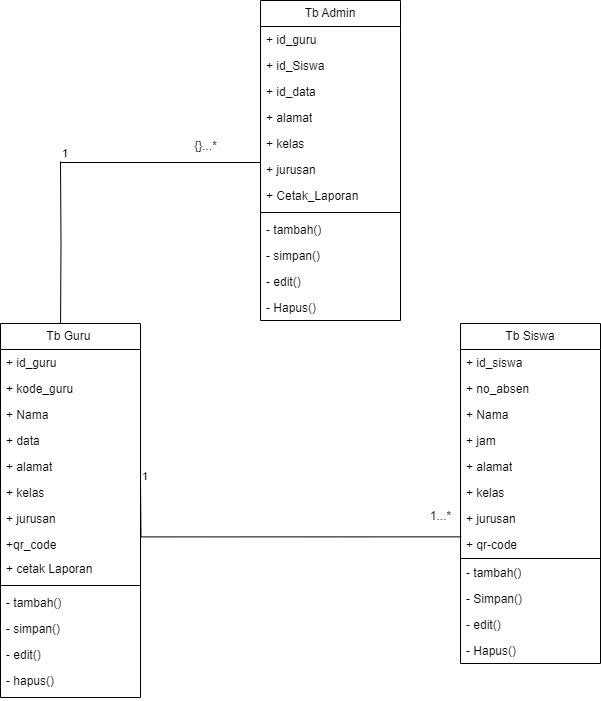 Tb Admin
+ id_guru
+ id_Siswa
+ id_data
+ alamat
+ kelas
+ jurusan
+ Cetak_Laporan
- tambah()
- simpan()
- edit()
- Hapus()
1
{}...*
Tb Guru
+ id_guru
+ kode_guru
+ Nama
+ data
+ alamat
+ kelas
+ jurusan
+qr_code
+ cetak Laporan
- tambah()
- simpan()
- edit()
- hapus()
1
1...*
Tb Siswa
+ id_siswa
+ no_absen
+ Nama
+ jam
+ alamat
+ kelas
+ jurusan
+ qr-code
- tambah()
- Simpan()
- edit()
- Hapus()